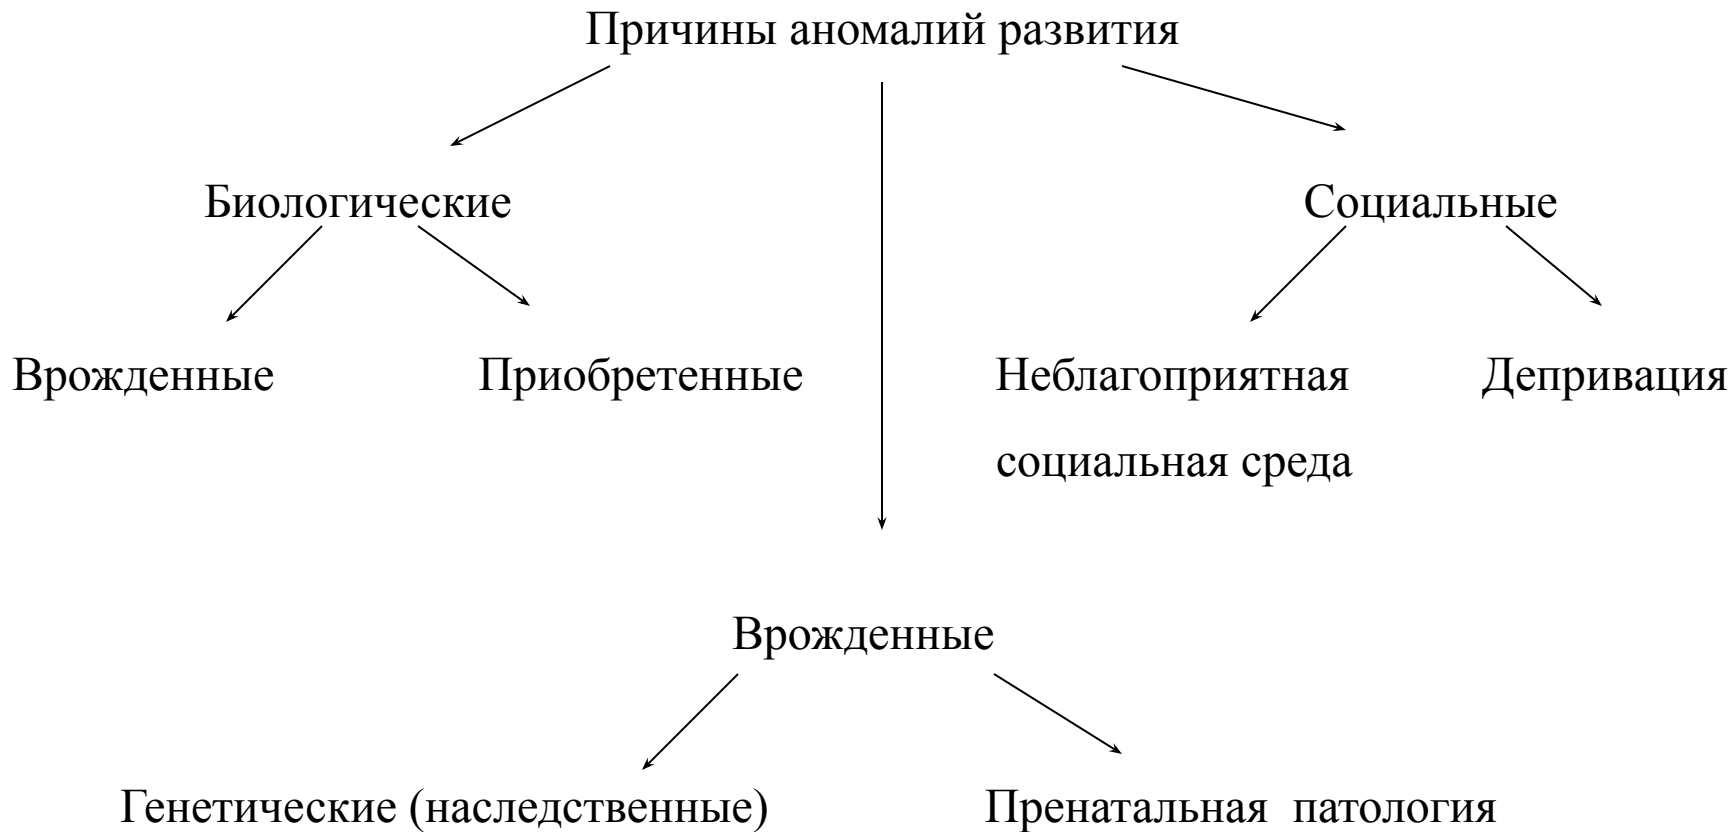 Причины аномалий развития
Биологические
Социальные
Врожденные
Приобретенные
Неблагоприятная
социальная среда
Депривация
Врожденные
Генетические (наследственные)
Пренатальная патология